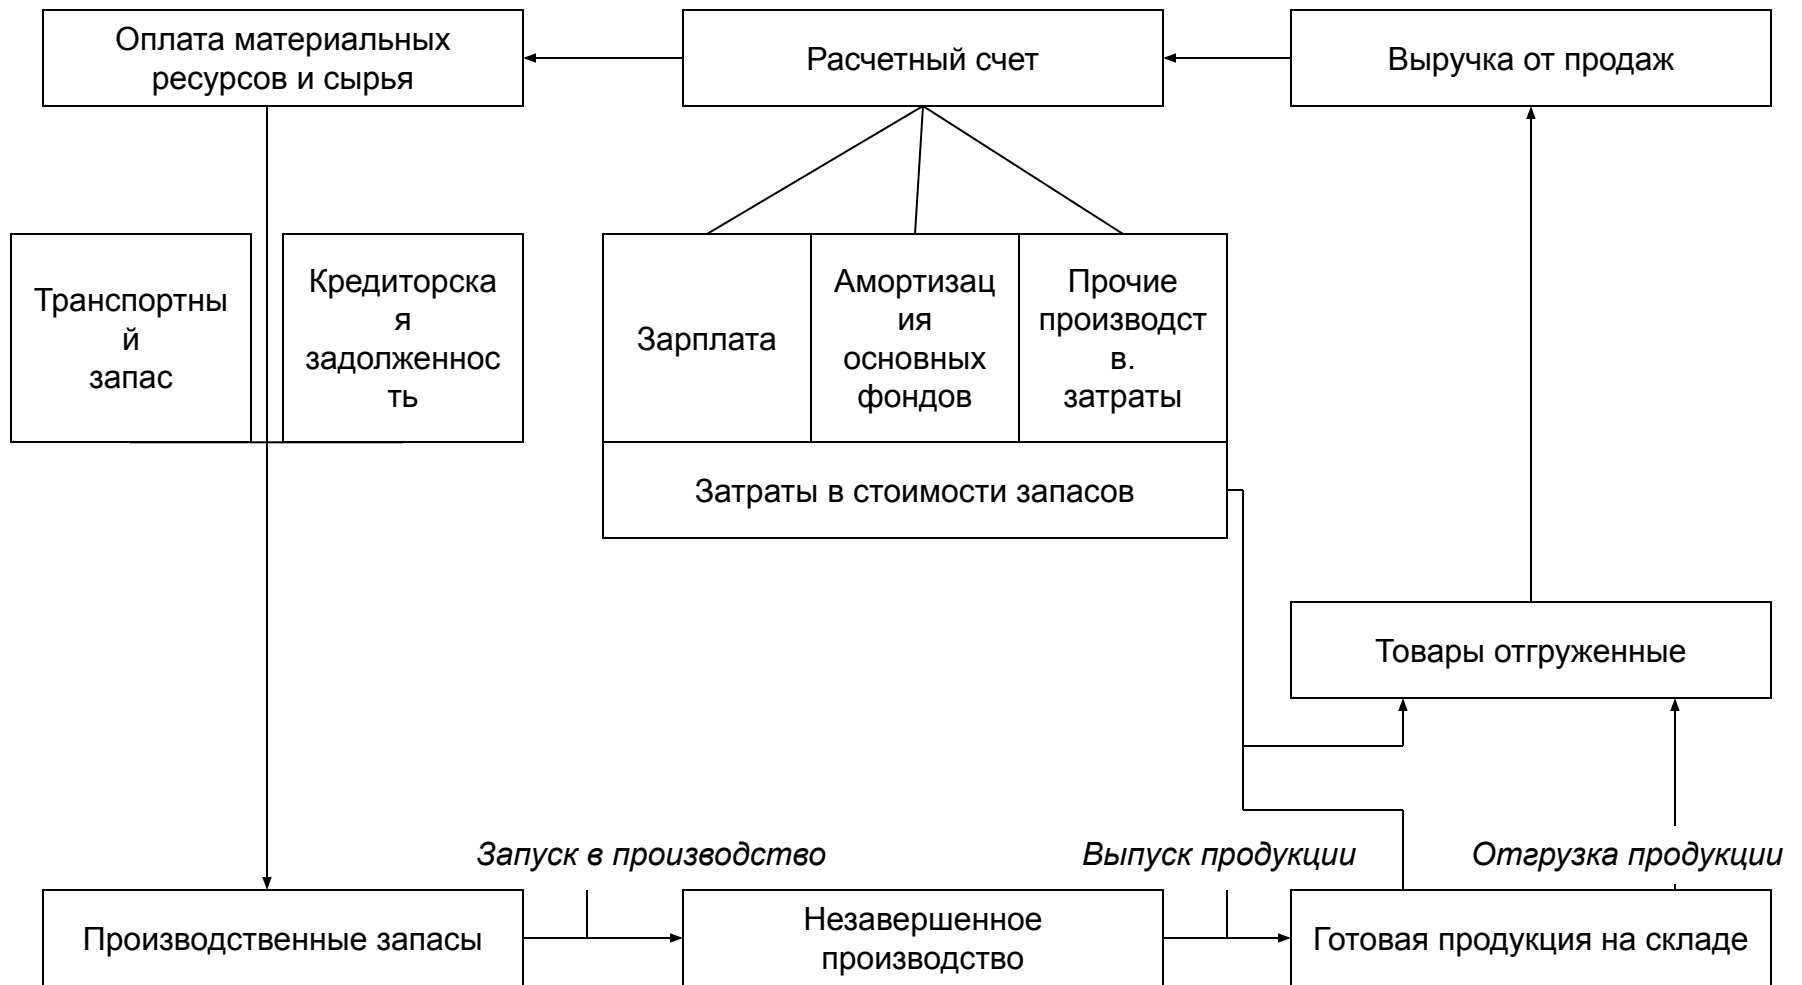 Оплата материальных
ресурсов и сырья
Расчетный счет
Выручка от продаж
Транспортны
й
запас
Кредиторска
я
задолженнос
ть
Зарплата
Амортизац
ия
основных
фондов
Прочие
производст
в.
затраты
Затраты в стоимости запасов
Товары отгруженные
Запуск в производство
Выпуск продукции
Отгрузка продукции
Производственные запасы
Незавершенное
производство
Готовая продукция на складе